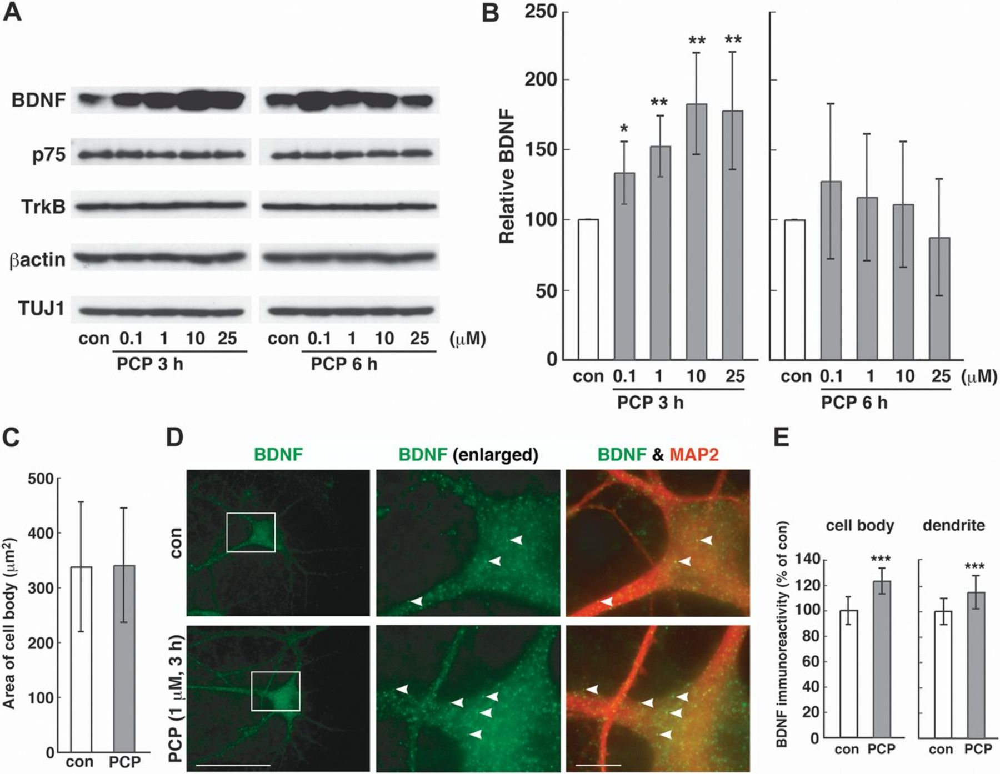 A
BDNF
p75
TrkB
βactin
TUJ1
con 0.1 1 10 25 con 0.1 1 10 25 (μM)
PCP 3 h PCP 6 h
B
Relative BDNF
250
200
150
100
50
0
* ** ** **
con 0.1 1 10 25 con 0.1 1 10 25 (μM)
PCP 3 h PCP 6 h
C
Area of cell body (μm2)
500
400
300
200
100
0
con PCP
D
BDNF BDNF (enlarged) BDNF & MAP2
con
PCP (1 μM, 3 h)
E
cell body dendrite
BDNF immunoreactivity (% of con)
140
120
100
80
60
40
20
0
*** ***
con PCP con PCP